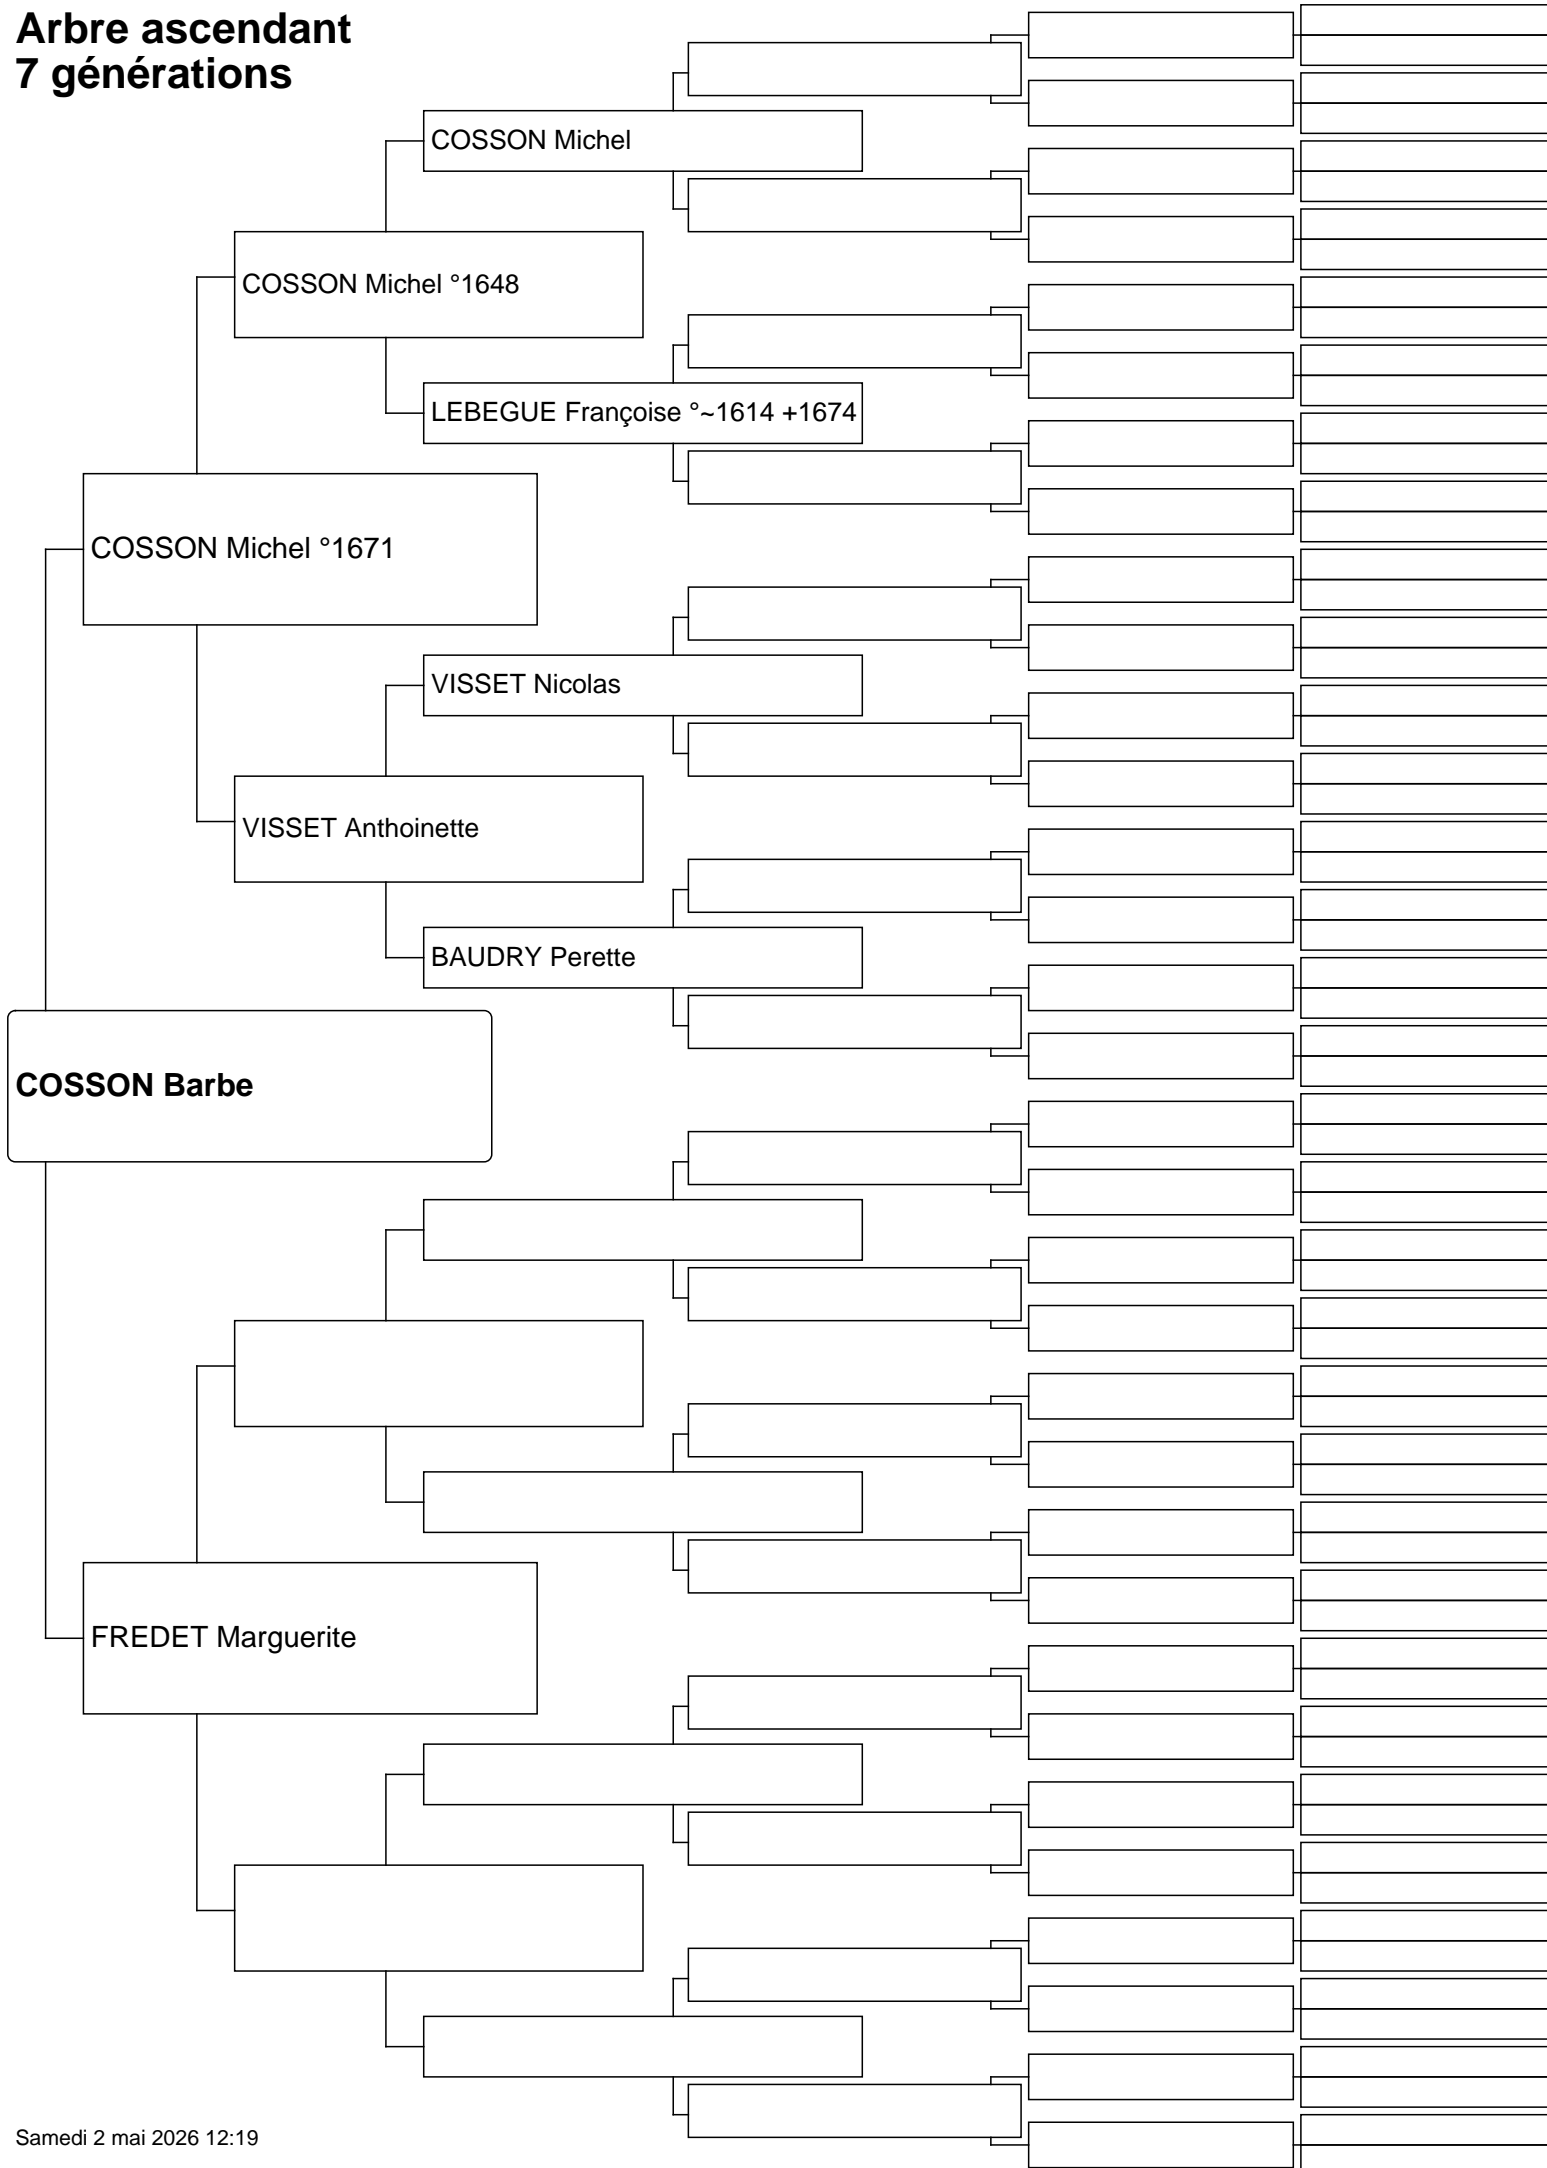 Arbre ascendant
7 générations
COSSON Michel
COSSON Michel °1648
LEBEGUE Françoise °~1614 +1674
COSSON Michel °1671
VISSET Nicolas
VISSET Anthoinette
BAUDRY Perette
COSSON Barbe
FREDET Marguerite
Samedi 2 mai 2026 12:19